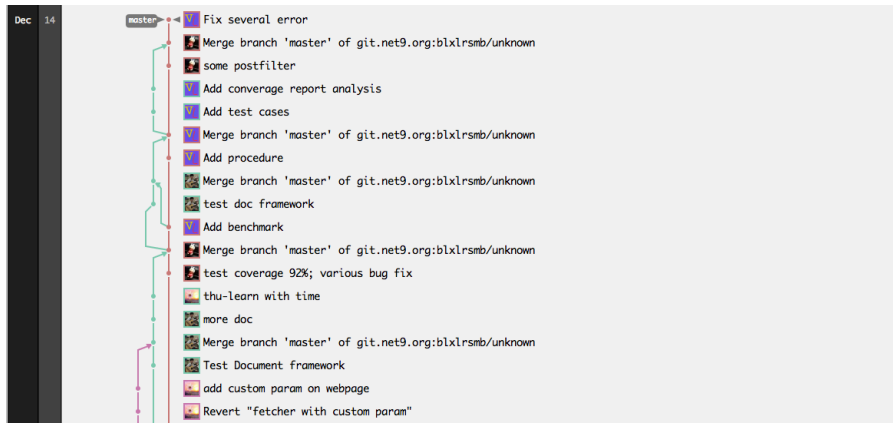 Dec 14 master V Fix several error
Merge branch 'master' of git.net9.org:blxlrsmb/unknown
some postfilter
V Add converage report analysis
V Add test cases
V Merge branch 'master' of git.net9.org:blxlrsmb/unknown
V Add procedure
Merge branch 'master' of git.net9.org:blxlrsmb/unknown
test doc framework
V Add benchmark
Merge branch 'master' of git.net9.org:blxlrsmb/unknown
test coverage 92%; various bug fix
thu-learn with time
more doc
Merge branch 'master' of git.net9.org:blxlrsmb/unknown
Test Document framework
add custom param on webpage
Revert "fetcher with custom param"